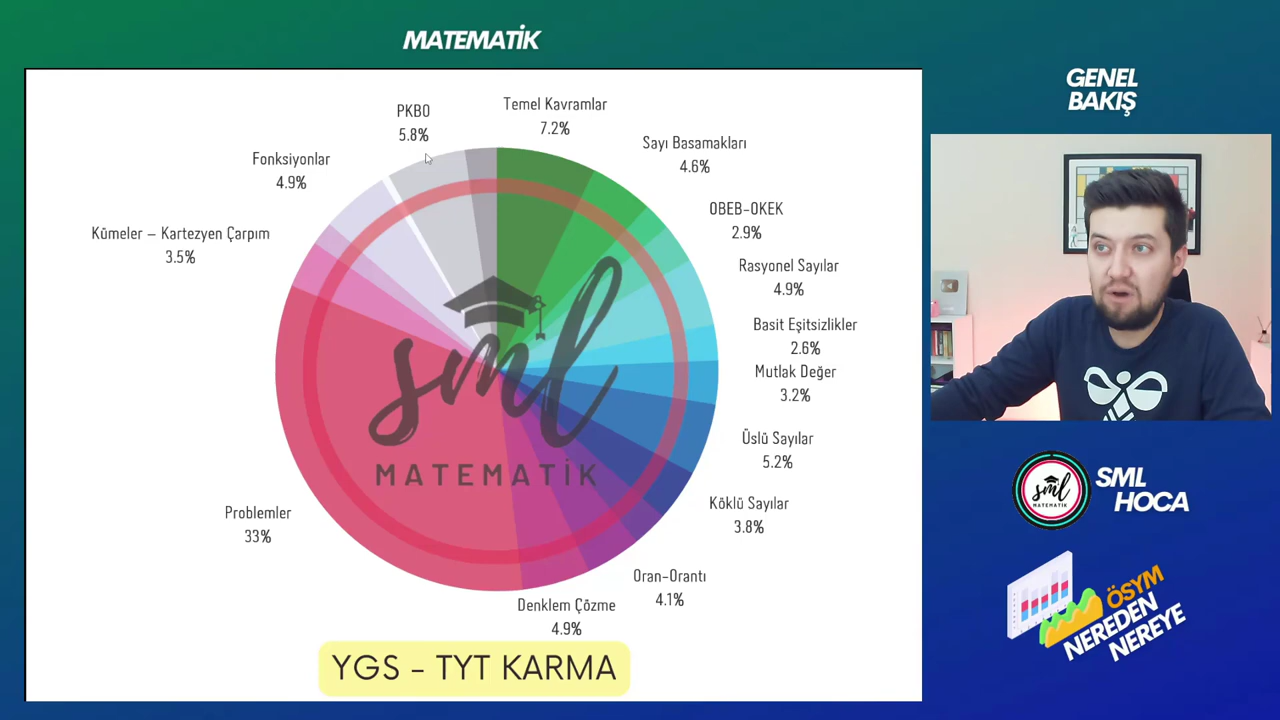 MATEMATİK
GENEL
BAKIŞ
PKBO
5.8%
Temel Kavramlar
7.2%
Sayı Basamakları
4.6%
Fonksiyonlar
4.9%
OBEB-OKEK
2.9%
Kümeler – Kartezyen Çarpım
3.5%
Rasyonel Sayılar
4.9%
Basit Eşitsizlikler
2.6%
Mutlak Değer
3.2%
Üslü Sayılar
5.2%
Köklü Sayılar
3.8%
Problemler
33%
Oran-Orantı
4.1%
Denklem Çözme
4.9%
sml
MATEMATİK
YGS - TYT KARMA
sml
MATEMATİK
SML
HOCA
ÖSYM
NEREDEN
NEREYE